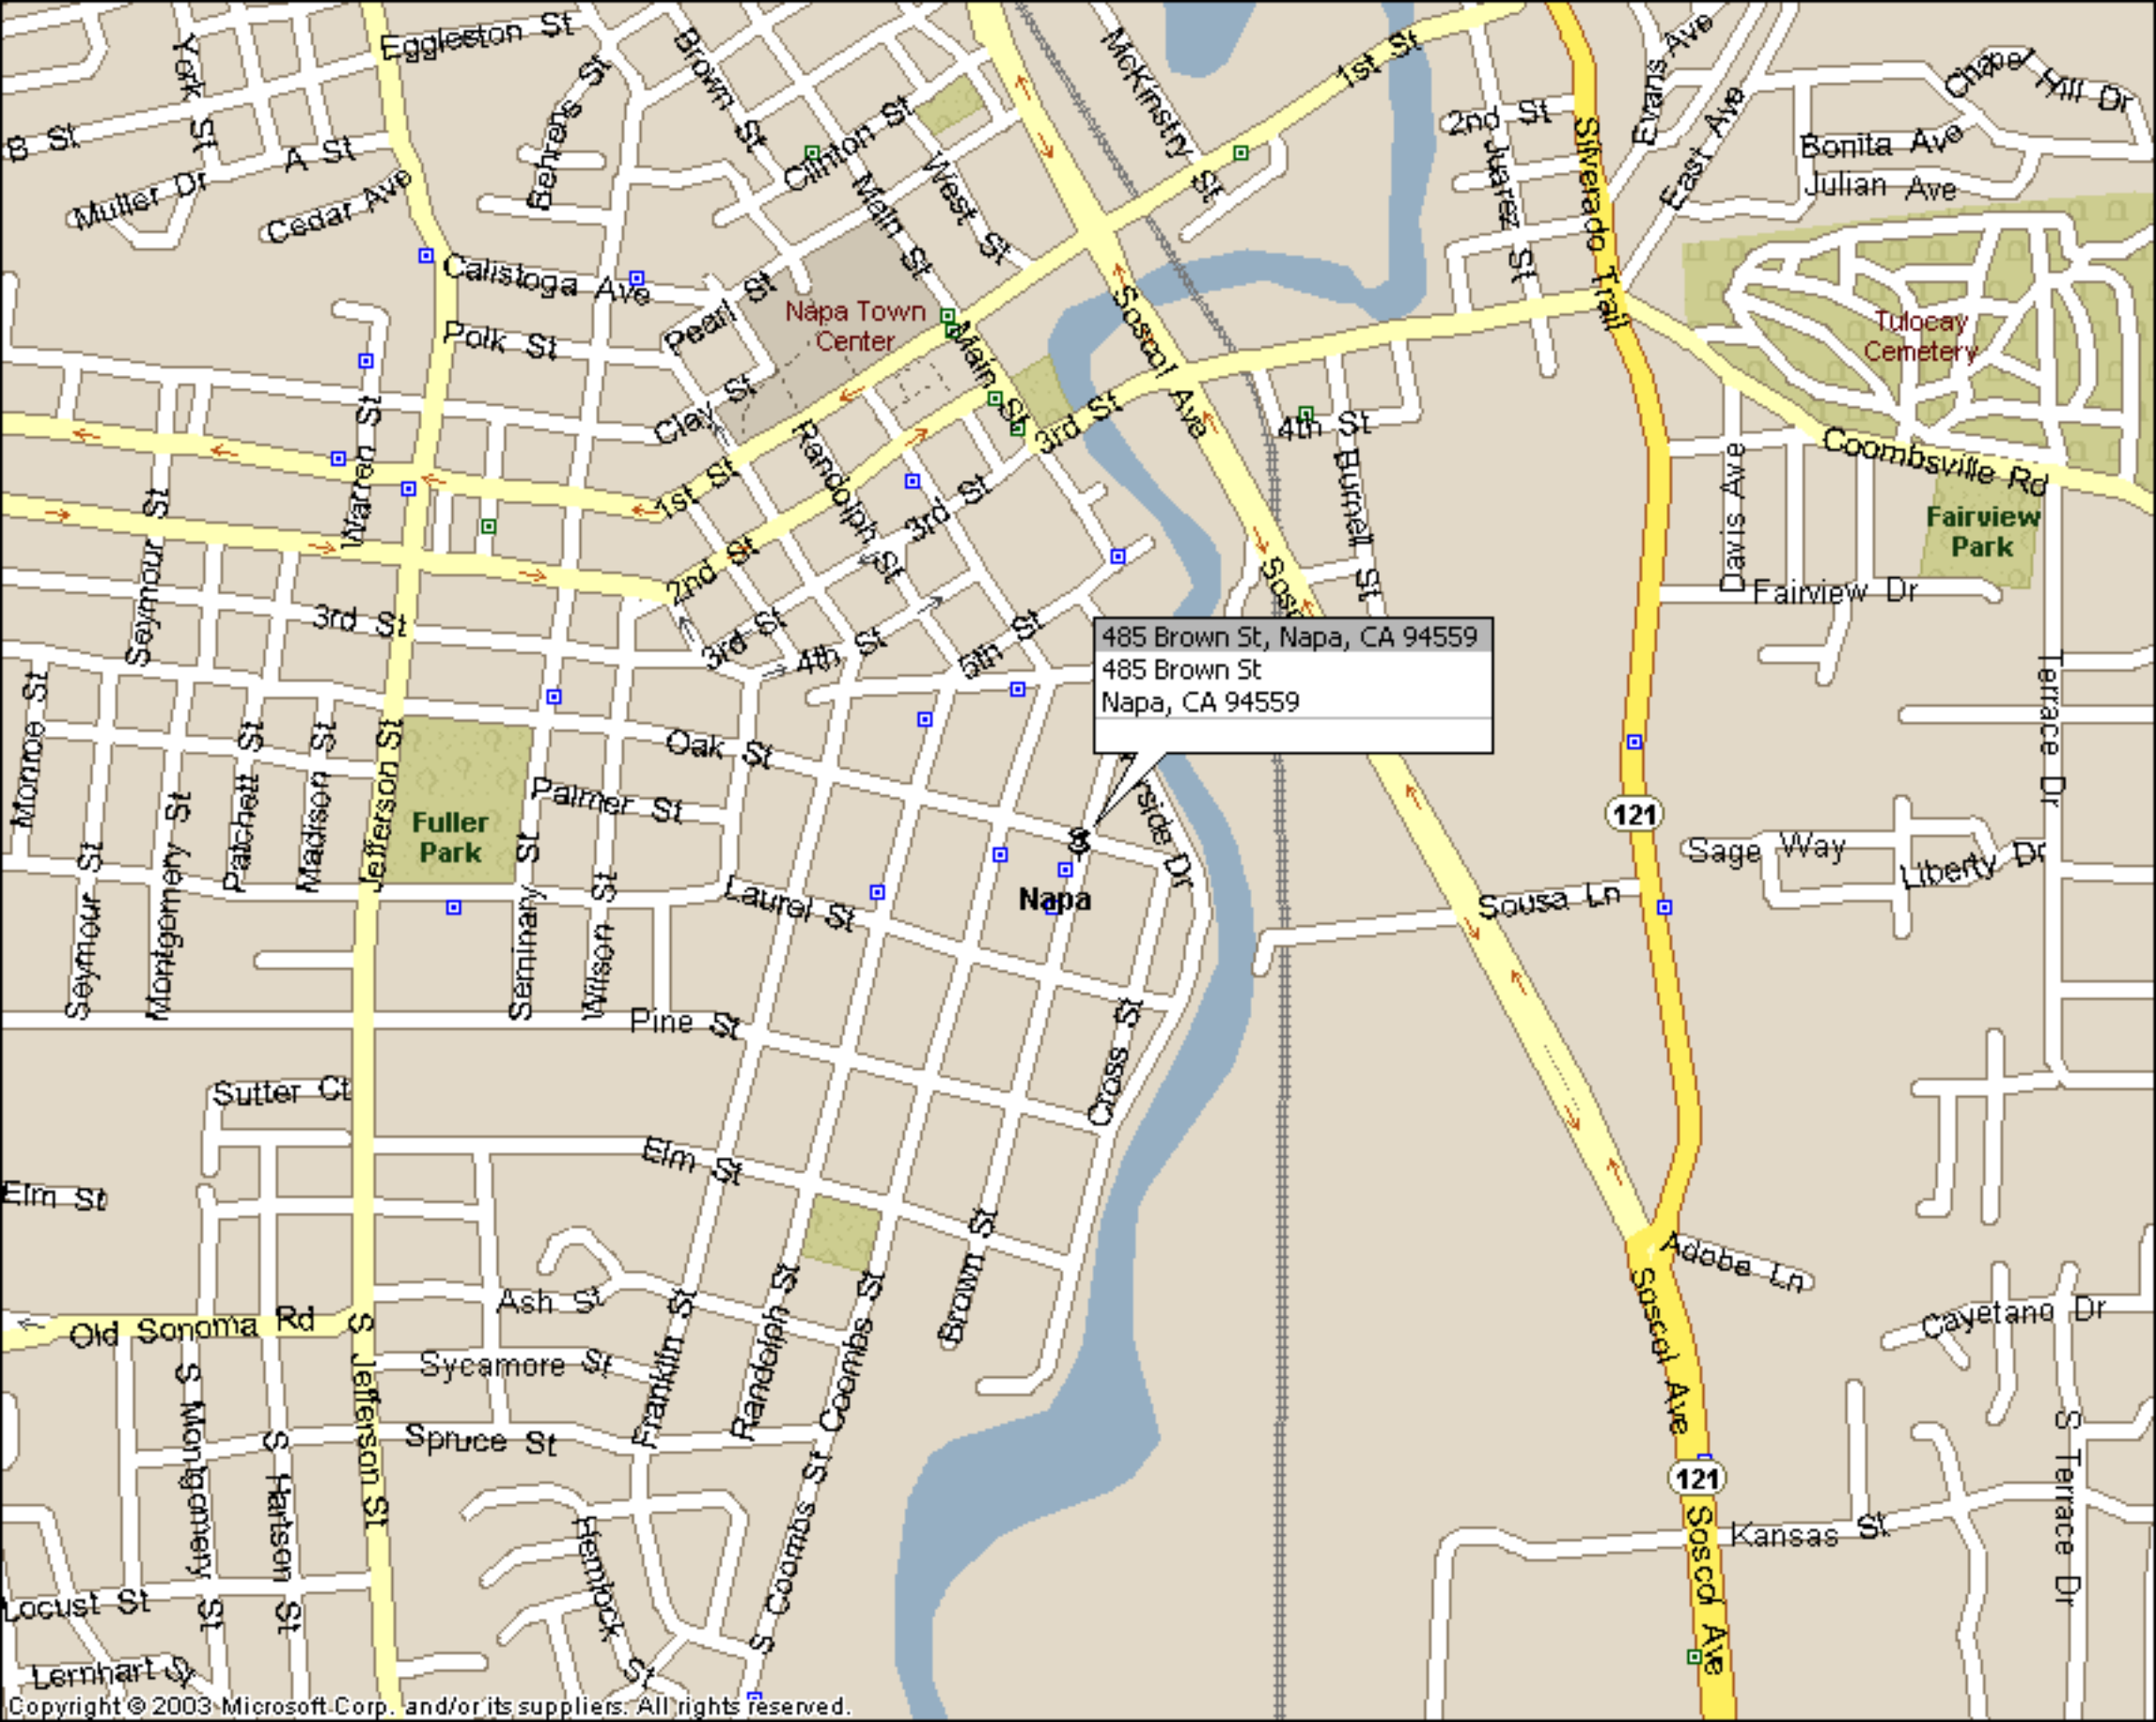 Eggleston St
York St
B St
A St
Muller Dr
Cedar Ave
Behrens St
Brown St
Clinton St
Main St
West St
McKinstry St
1st St
2nd St
Juarez St
Silverado Trail
Evans Ave
East Ave
Chapel Hill Dr
Bonita Ave
Julian Ave
Calistoga Ave
Polk St
Pearl St
Napa Town
Center
Main St
Soscol Ave
Tulocay
Cemetery
Clay St
Randolph St
3rd St
4th St
Burnell St
Coombsville Rd
Davis Ave
Fairview
Park
Fairview Dr
Warren St
Seymour St
1st St
2nd St
3rd St
3rd St
3rd St
4th St
5th St
485 Brown St, Napa, CA 94559
485 Brown St
Napa, CA 94559
Terrace Dr
Monroe St
Patchett St
Madison St
Jefferson St
Montgomery St
Seymour St
Oak St
Palmer St
Fuller
Park
Seminary St
Wilson St
Laurel St
Napa
121
Sage Way
Liberty Dr
Sousa Ln
Pine St
Cross St
Sutter Ct
Elm St
Elm St
Brown St
Adobe Ln
Soscol Ave
Cayetano Dr
Ash St
Old Sonoma Rd
Sycamore St
Spruce St
Franklin St
Randolph St
Coombs St
S Jefferson St
S Montgomery St
S Hartson St
121
Kansas St
Soscol Ave
S Terrace Dr
Hemlock St
S Coombs St
Locust St
Lernhart St
Copyright © 2003 Microsoft Corp. and/or its suppliers. All rights reserved.